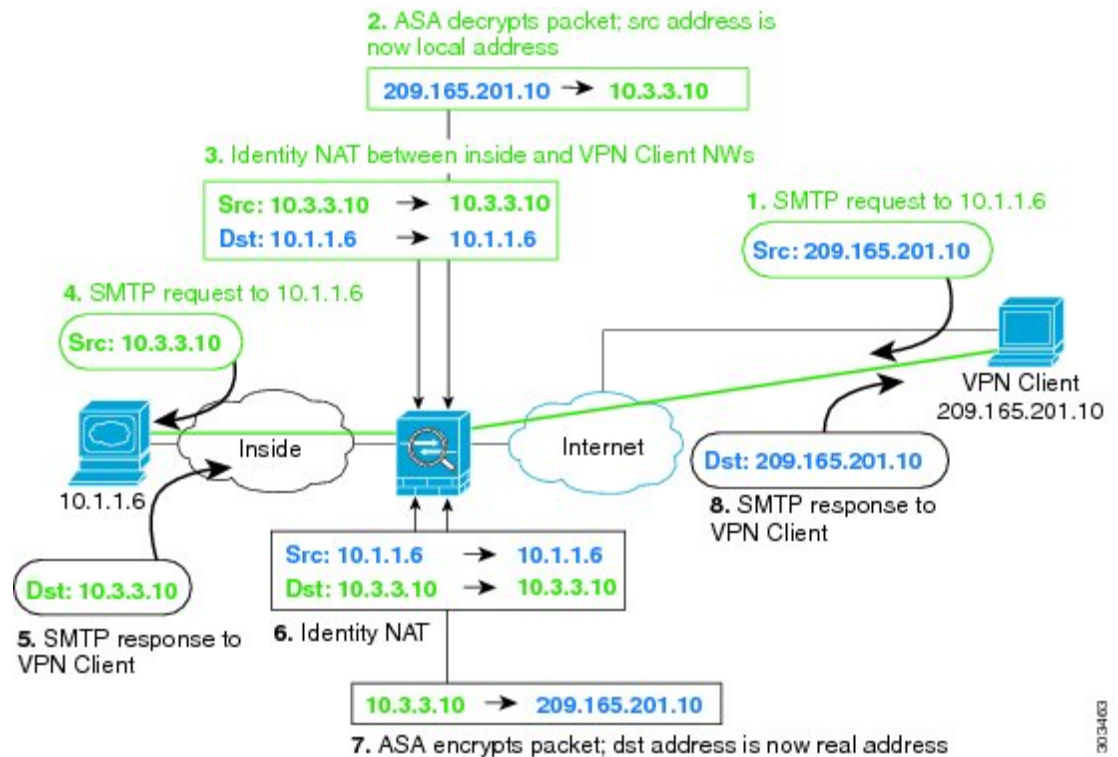 2. ASA decrypts packet; src address is
now local address
209.165.201.10 → 10.3.3.10
3. Identity NAT between inside and VPN Client NWs
Src: 10.3.3.10 → 10.3.3.10
Dst: 10.1.1.6 → 10.1.1.6
1. SMTP request to 10.1.1.6
Src: 209.165.201.10
4. SMTP request to 10.1.1.6
Src: 10.3.3.10
VPN Client
209.165.201.10
Inside
Internet
10.1.1.6
Dst: 209.165.201.10
8. SMTP response to
VPN Client
Src: 10.1.1.6 → 10.1.1.6
Dst: 10.3.3.10 → 10.3.3.10
6. Identity NAT
Dst: 10.3.3.10
5. SMTP response to
VPN Client
10.3.3.10 → 209.165.201.10
7. ASA encrypts packet; dst address is now real address
303463